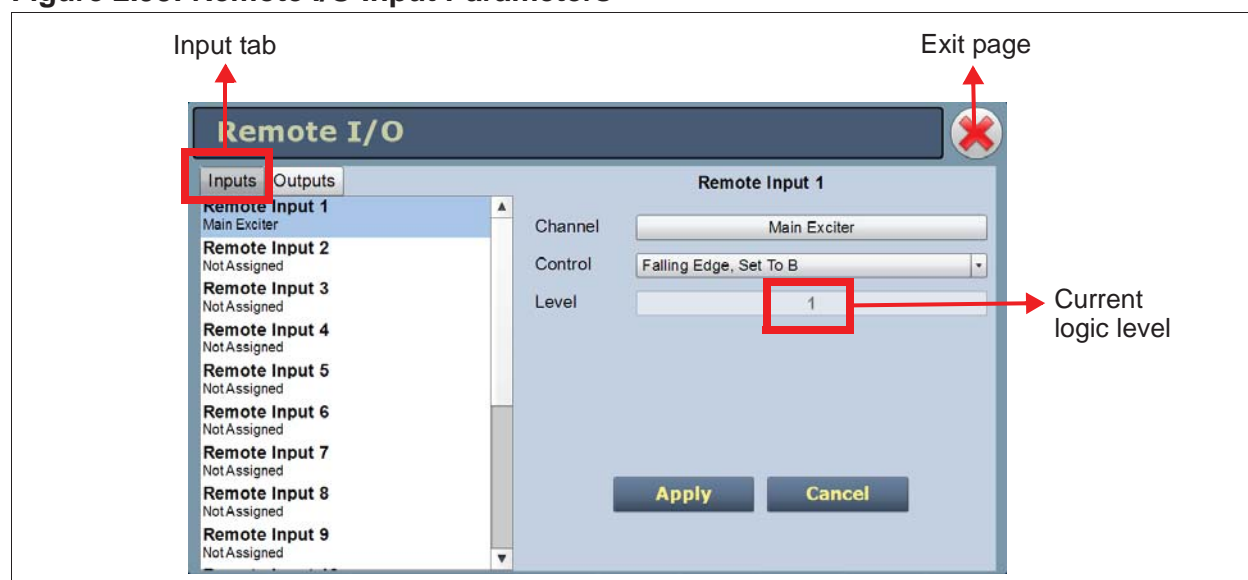 Remote I/O Input Parameters
Input tab
Exit page
Remote I/O
Inputs
Outputs
Remote Input 1
Main Exciter
Remote Input 2
Not Assigned
Remote Input 3
Not Assigned
Remote Input 4
Not Assigned
Remote Input 5
Not Assigned
Remote Input 6
Not Assigned
Remote Input 7
Not Assigned
Remote Input 8
Not Assigned
Remote Input 9
Not Assigned
Remote Input 1
Channel
Main Exciter
Control
Falling Edge, Set To B
Level
1
Apply
Cancel
Current
logic level